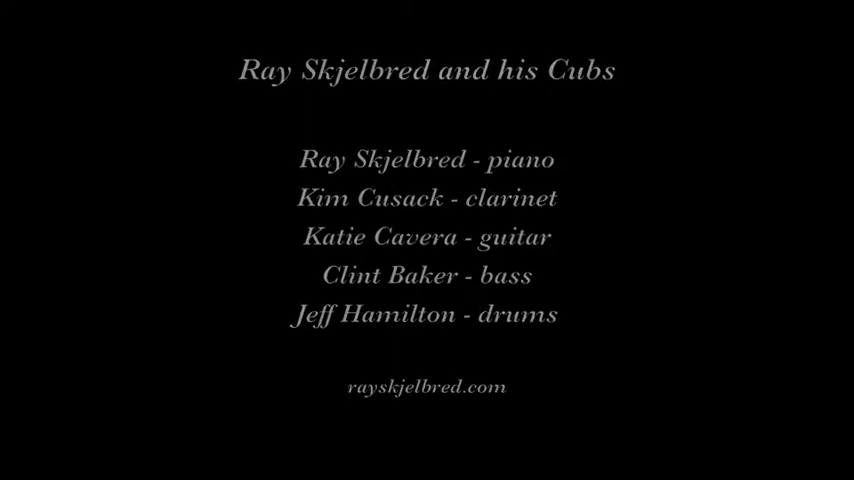 Ray Skjelbred and his Cubs
Ray Skjelbred - piano
Kim Cusack - clarinet
Katie Cavera - guitar
Clint Baker - bass
Jeff Hamilton - drums
rayskjelbred.com